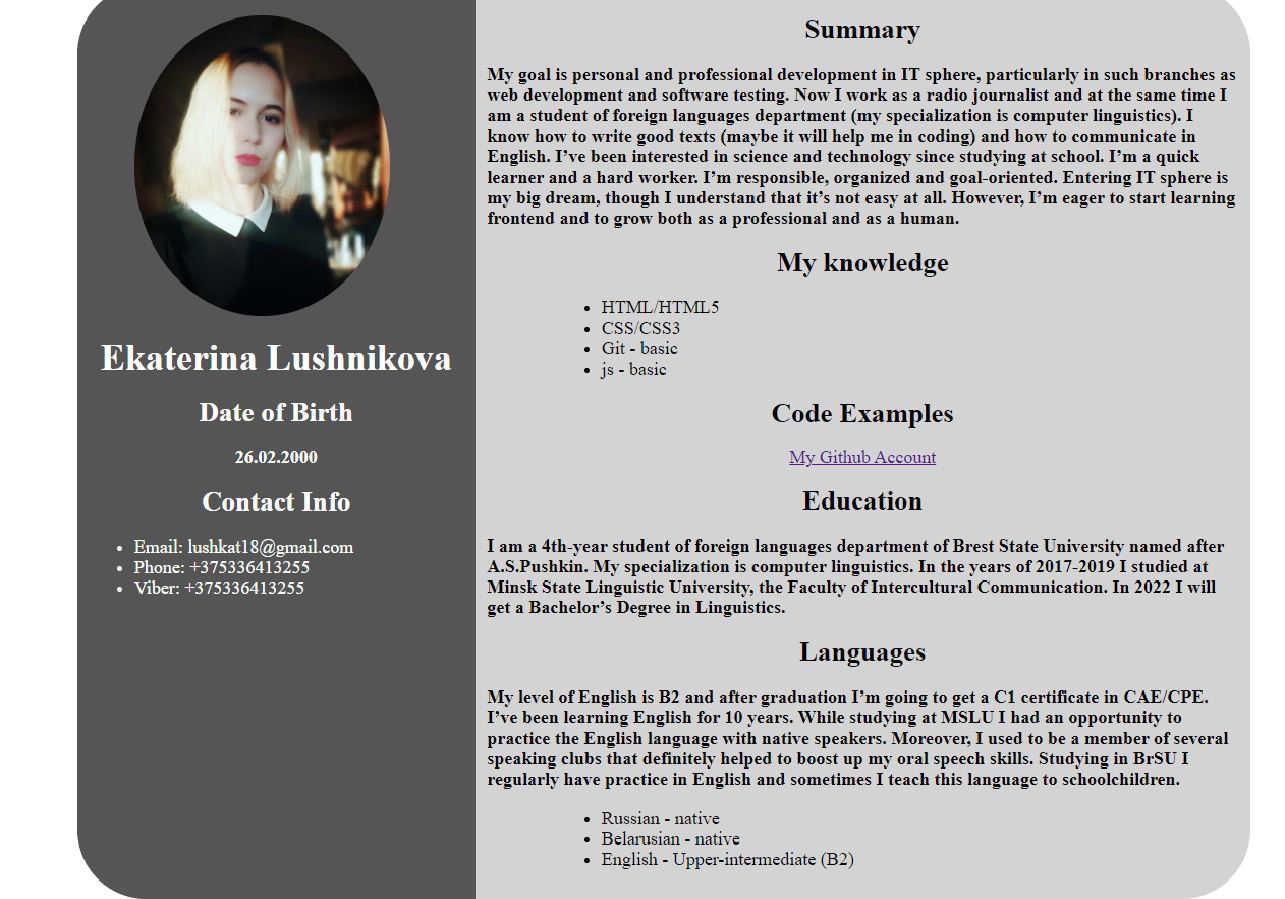 Ekaterina Lushnikova
Date of Birth
26.02.2000
Contact Info
• Email: lushkat18@gmail.com
• Phone: +375336413255
• Viber: +375336413255
Summary
My goal is personal and professional development in IT sphere, particularly in such branches as
web development and software testing. Now I work as a radio journalist and at the same time I
am a student of foreign languages department (my specialization is computer linguistics). I
know how to write good texts (maybe it will help me in coding) and how to communicate in
English. I’ve been interested in science and technology since studying at school. I’m a quick
learner and a hard worker. I’m responsible, organized and goal-oriented. Entering IT sphere is
my big dream, though I understand that it’s not easy at all. However, I’m eager to start learning
frontend and to grow both as a professional and as a human.
My knowledge
• HTML/HTML5
• CSS/CSS3
• Git - basic
• js - basic
Code Examples
My Github Account
Education
I am a 4th-year student of foreign languages department of Brest State University named after
A.S.Pushkin. My specialization is computer linguistics. In the years of 2017-2019 I studied at
Minsk State Linguistic University, the Faculty of Intercultural Communication. In 2022 I will
get a Bachelor’s Degree in Linguistics.
Languages
My level of English is B2 and after graduation I’m going to get a C1 certificate in CAE/CPE.
I’ve been learning English for 10 years. While studying at MSLU I had an opportunity to
practice the English language with native speakers. Moreover, I used to be a member of several
speaking clubs that definitely helped to boost up my oral speech skills. Studying in BrSU I
regularly have practice in English and sometimes I teach this language to schoolchildren.
• Russian - native
• Belarusian - native
• English - Upper-intermediate (B2)